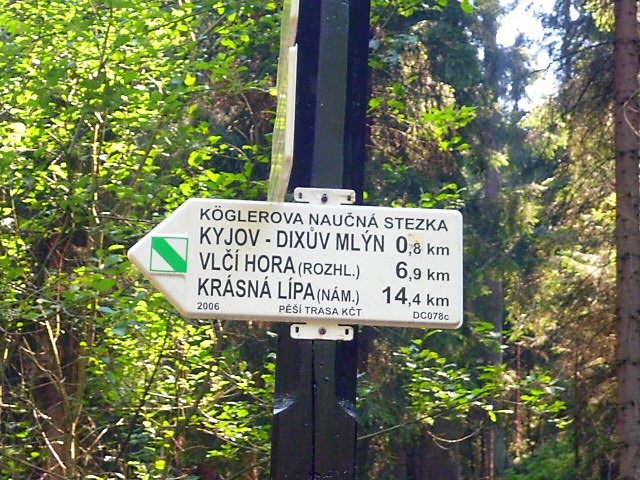 KÖGLEROVA NAUČNÁ STEZKA
KYJOV - DIXŮV MLÝN 0,8 km
VLČÍ HORA (ROZHL.) 6,9 km
KRÁSNÁ LÍPA (NÁM.) 14,4 km
2006 PĚŠÍ TRASA KČT DC078c